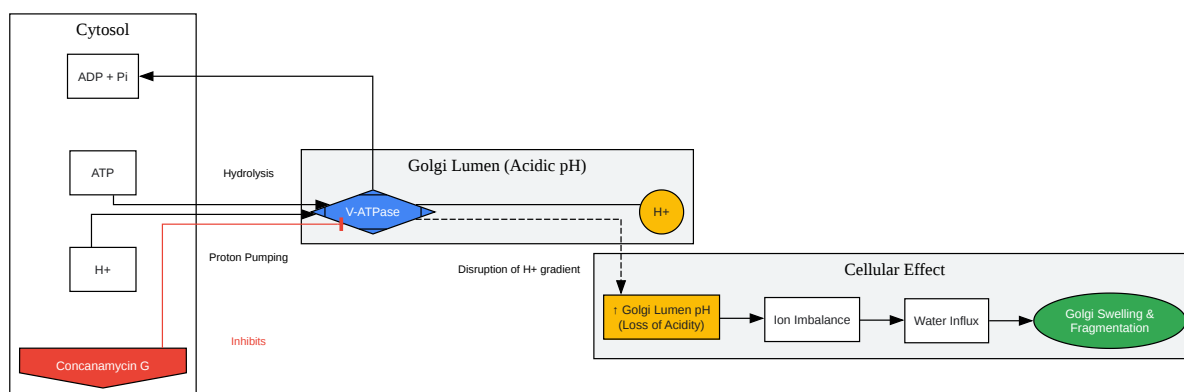 Cytosol
ADP + Pi
ATP
H+
Concanamycin G
Hydrolysis
Proton Pumping
Inhibits
Golgi Lumen (Acidic pH)
V-ATPase
H+
Disruption of H+ gradient
Cellular Effect
↑ Golgi Lumen pH
(Loss of Acidity)
Ion Imbalance
Water Influx
Golgi Swelling &
Fragmentation